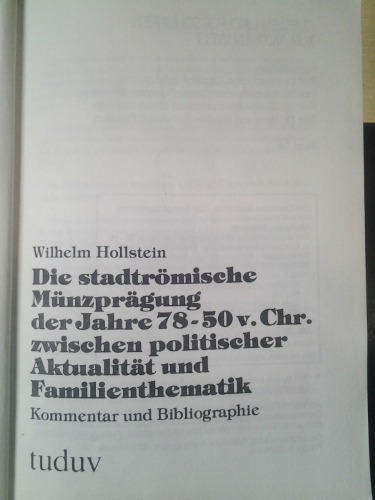 Wilhelm Hollstein
Die stadtrömische
Münzprägung
der Jahre 78-50 v. Chr.
zwischen politischer
Aktualität und
Familienthematik
Kommentar und Bibliographie
tuduv